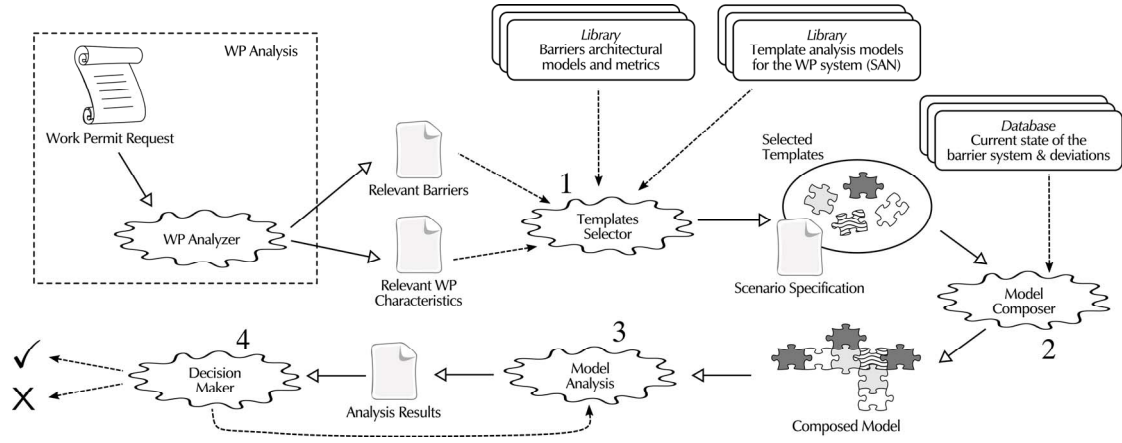 WP Analysis
Work Permit Request
WP Analyzer
Relevant Barriers
Relevant WP
Characteristics
Library
Barriers architectural
models and metrics
Library
Template analysis models
for the WP system (SAN)
1
Templates
Selector
Selected
Templates
Scenario Specification
Database
Current state of the
barrier system & deviations
Model
Composer
2
Composed Model
3
Model
Analysis
Analysis Results
4
Decision
Maker